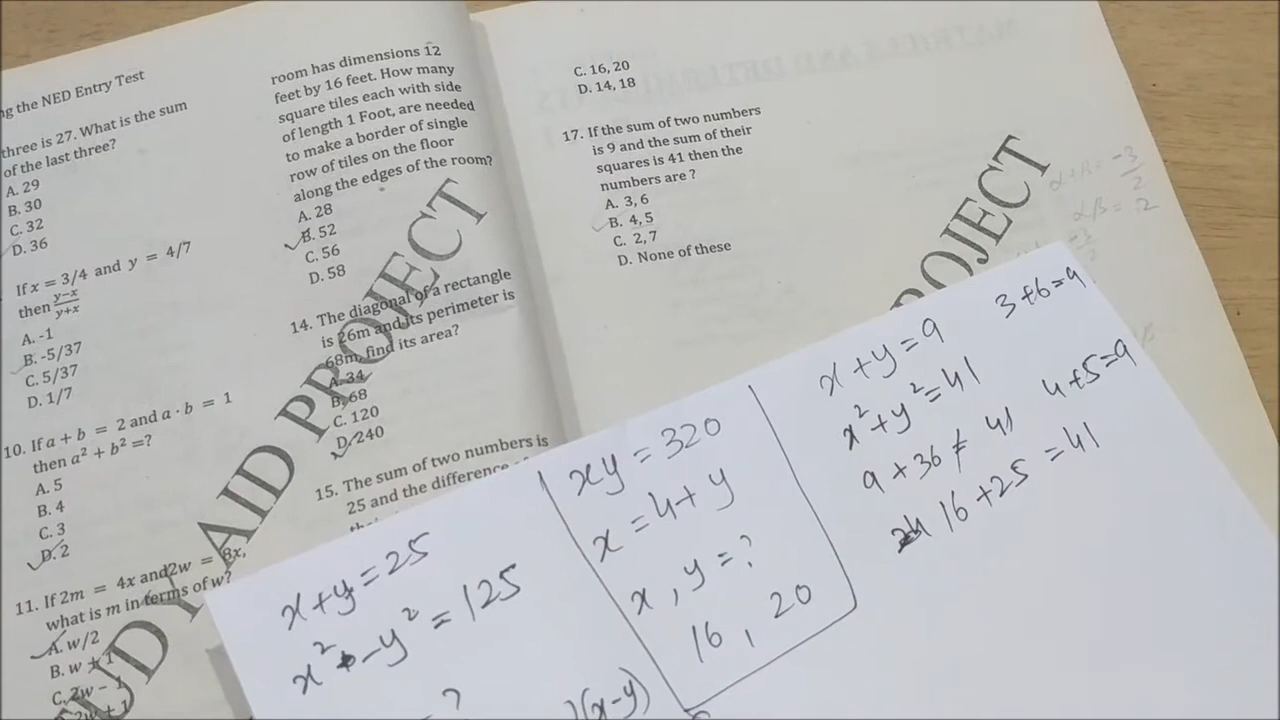 ng the NED Entry Test
three is 27. What is the sum
of the last three?
A. 29
B. 30
C. 32
D. 36
If x = 3/4 and y = 4/7
then y−x/y+x
A. -1
B. -5/37
C. 5/37
D. 1/7
10. If a + b = 2 and a · b = 1
then a² + b² =?
A. 5
B. 4
C. 3
D. 2
11. If 2m = 4x and 2w = 8x,
what is m in terms of w?
A. w/2
B. w + 1
C. 2w − 1
2w + 1
room has dimensions 12
feet by 16 feet. How many
square tiles each with side
of length 1 Foot, are needed
to make a border of single
row of tiles on the floor
along the edges of the room?
A. 28
B. 52
C. 56
D. 58
14. The diagonal of a rectangle
is 26m and its perimeter is
68m, find its area?
A. 34
B. 68
C. 120
D. 240
15. The sum of two numbers is
25 and the difference
C. 16, 20
D. 14, 18
17. If the sum of two numbers
is 9 and the sum of their
squares is 41 then the
numbers are ?
A. 3, 6
B. 4, 5
C. 2, 7
D. None of these
AID PROJECT
PROJECT
x + y = 25
x² − y² = 125
?
)(x−y)
xy = 320
x = 4 + y
x , y = ?
16 , 20
x + y = 9
x² + y² = 41
9 + 36 ≠ 41
16 + 25 = 41
3 + 6 = 9
4 + 5 = 9
αβ = 2